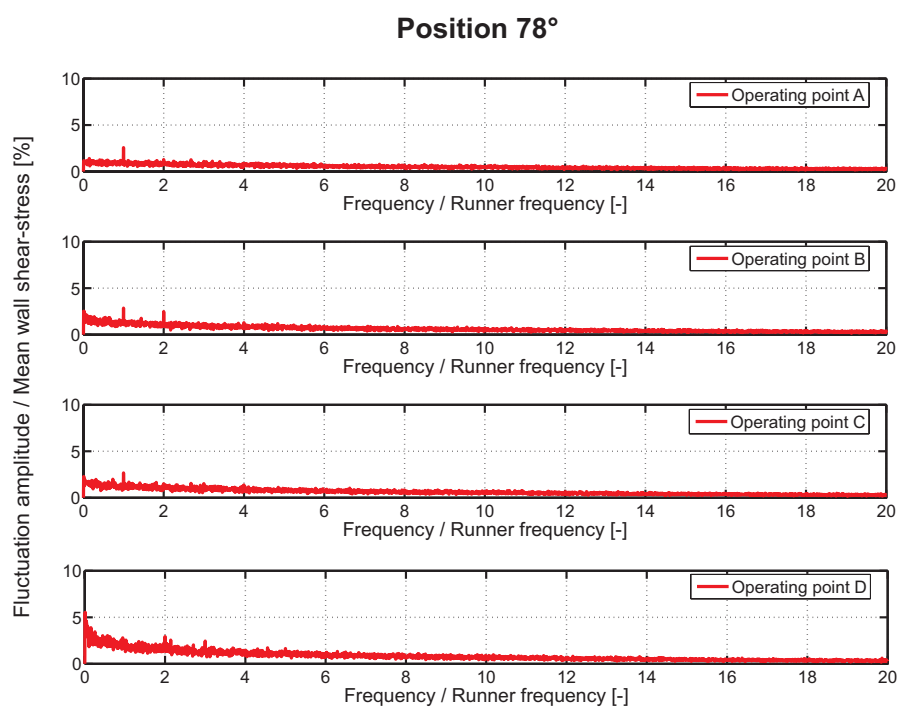 Position 78°
Fluctuation amplitude / Mean wall shear-stress [%]
10
5
0
Operating point A
0 2 4 6 8 10 12 14 16 18 20
Frequency / Runner frequency [-]
10
5
0
Operating point B
0 2 4 6 8 10 12 14 16 18 20
Frequency / Runner frequency [-]
10
5
0
Operating point C
0 2 4 6 8 10 12 14 16 18 20
Frequency / Runner frequency [-]
10
5
0
Operating point D
0 2 4 6 8 10 12 14 16 18 20
Frequency / Runner frequency [-]